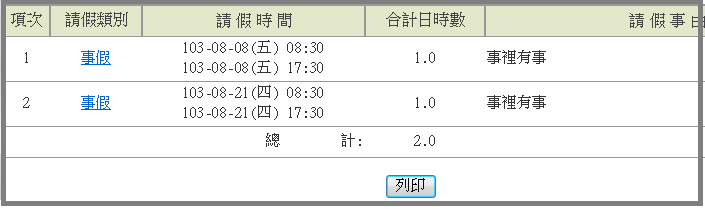 項次 請假類別 請 假 時 間 合計日時數 請 假 事 由
1 事假 103-08-08(五) 08:30 1.0 事裡有事
103-08-08(五) 17:30
2 事假 103-08-21(四) 08:30 1.0 事裡有事
103-08-21(四) 17:30
總 計: 2.0
列印